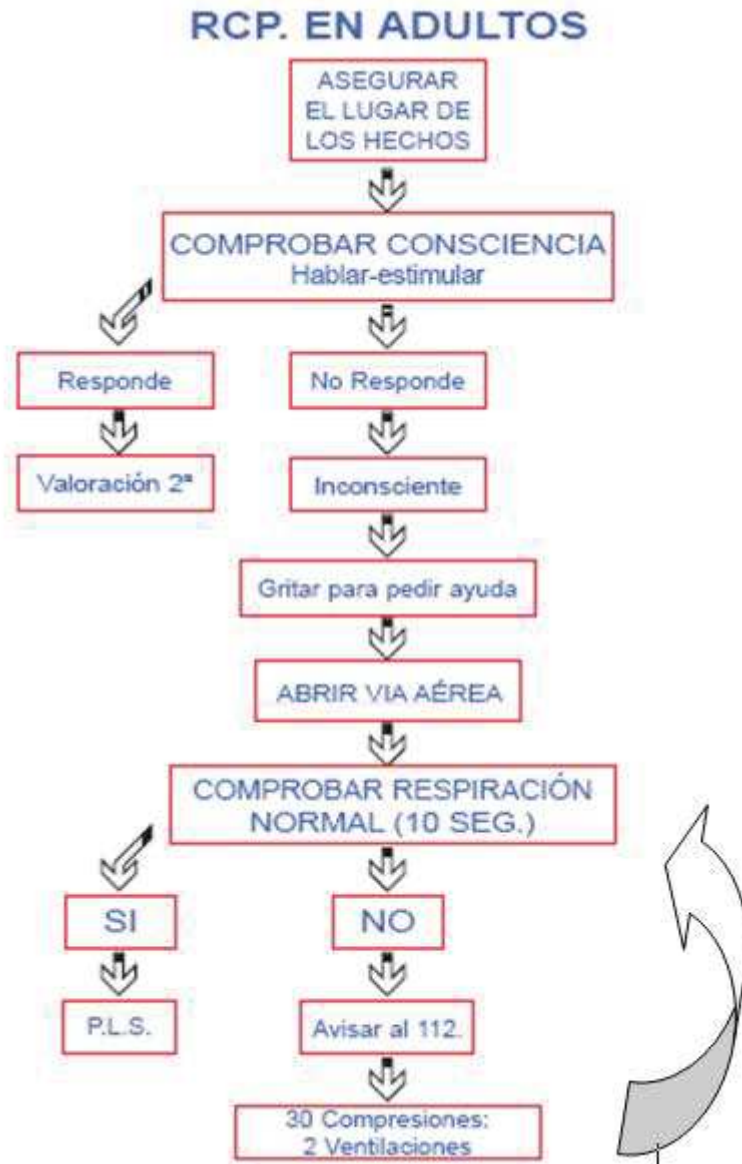 RCP. EN ADULTOS
ASEGURAR
EL LUGAR DE
LOS HECHOS
COMPROBAR CONSCIENCIA
Hablar-estimular
Responde
No Responde
Valoración 2ª
Inconsciente
Gritar para pedir ayuda
ABRIR VIA AÉREA
COMPROBAR RESPIRACIÓN
NORMAL (10 SEG.)
SI
NO
P.L.S.
Avisar al 112.
30 Compresiones:
2 Ventilaciones